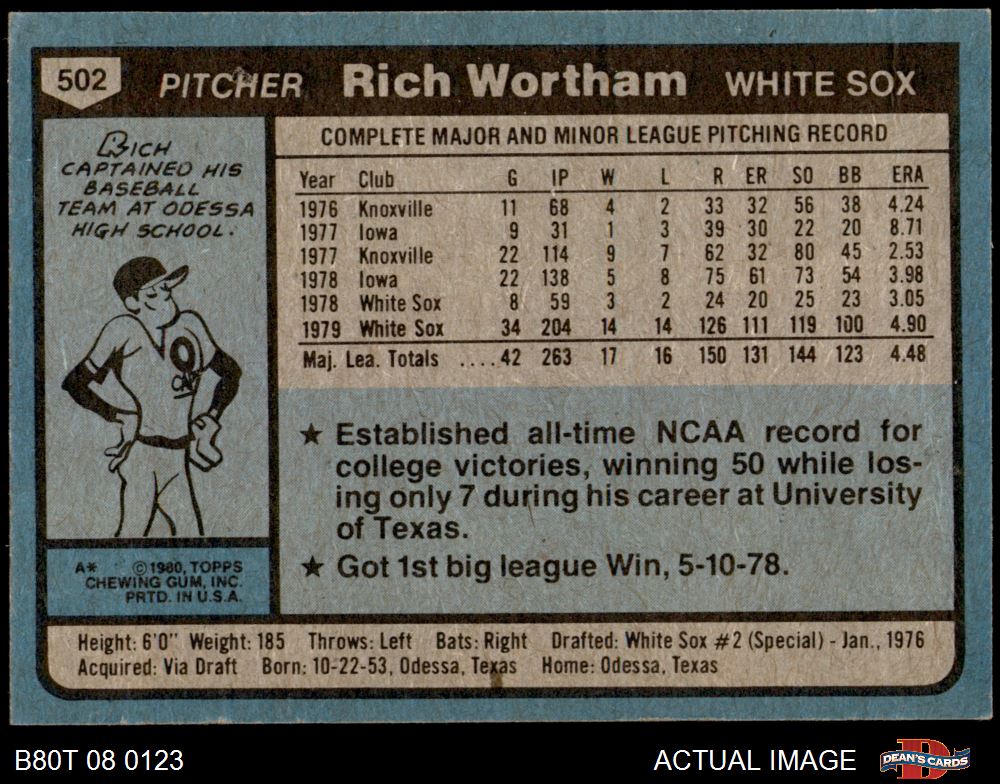 502 PITCHER Rich Wortham WHITE SOX
RICH
CAPTAINED HIS
BASEBALL
TEAM AT ODESSA
HIGH SCHOOL.
CAP
A* ©1980, TOPPS
CHEWING GUM, INC.
PRTD. IN U.S.A.
COMPLETE MAJOR AND MINOR LEAGUE PITCHING RECORD
Year Club G IP W L R ER SO BB ERA
1976 Knoxville 11 68 4 2 33 32 56 38 4.24
1977 Iowa 9 31 1 3 39 30 22 20 8.71
1977 Knoxville 22 114 9 7 62 32 80 45 2.53
1978 Iowa 22 138 5 8 75 61 73 54 3.98
1978 White Sox 8 59 3 2 24 20 25 23 3.05
1979 White Sox 34 204 14 14 126 111 119 100 4.90
Maj. Lea. Totals ....42 263 17 16 150 131 144 123 4.48
★ Established all-time NCAA record for
college victories, winning 50 while los-
ing only 7 during his career at University
of Texas.
★ Got 1st big league Win, 5-10-78.
Height: 6'0" Weight: 185 Throws: Left Bats: Right Drafted: White Sox #2 (Special) - Jan., 1976
Acquired: Via Draft Born: 10-22-53, Odessa, Texas Home: Odessa, Texas
B80T 08 0123 ACTUAL IMAGE DEAN'S CARDS